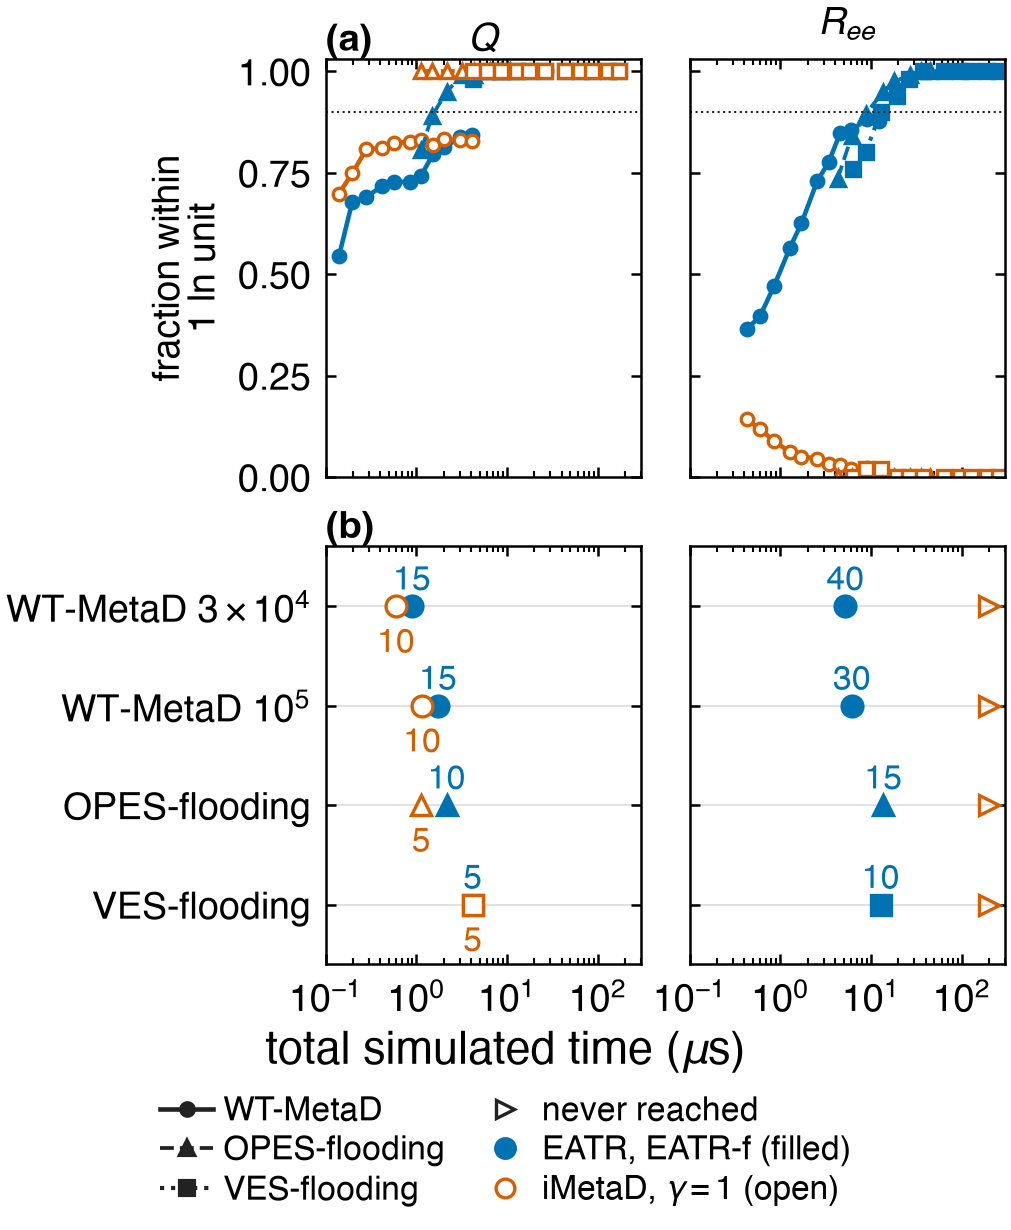 (a) Q R_ee
1.00
0.75
0.50
0.25
0.00
fraction within
1 ln unit
(b)
WT-MetaD 3 × 10⁴
15
10
40
WT-MetaD 10⁵
15
10
30
OPES-flooding
10
5
15
VES-flooding
5
5
10
10⁻¹ 10⁰ 10¹ 10² 10⁻¹ 10⁰ 10¹ 10²
total simulated time (μs)
WT-MetaD
OPES-flooding
VES-flooding
never reached
EATR, EATR-f (filled)
iMetaD, γ = 1 (open)